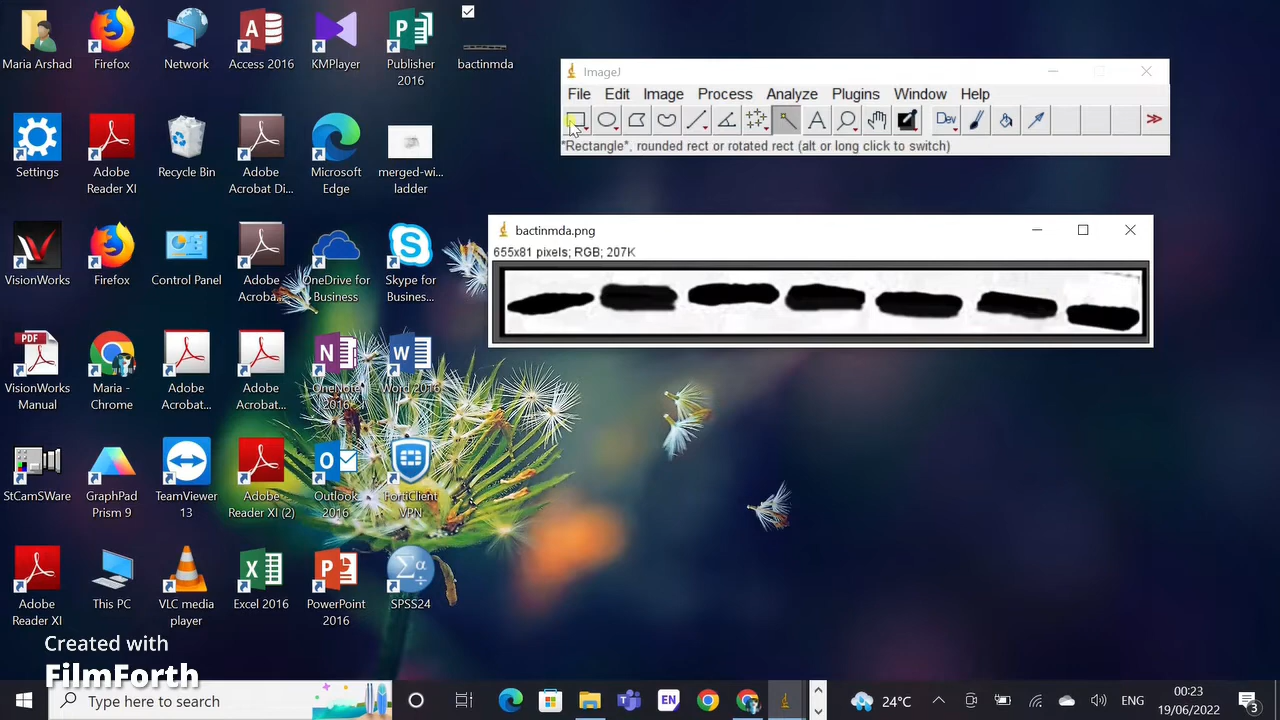 Maria Arshad
Firefox
Network
Access 2016
KMPlayer
Publisher
2016
bactinmda
Settings
Adobe
Reader XI
Recycle Bin
Adobe
Acrobat Di...
Microsoft
Edge
merged-wi...
ladder
VisionWorks
Firefox
Control Panel
Adobe
Acroba...
OneDrive for
Business
Skype for
Busines...
VisionWorks
Manual
Maria -
Chrome
Adobe
Acrobat...
Adobe
Acrobat...
OneNote
2016
Word 2016
StCamSWare
GraphPad
Prism 9
TeamViewer
13
Adobe
Reader XI (2)
Outlook
2016
FortiClient
VPN
Adobe
Reader XI
This PC
VLC media
player
Excel 2016
PowerPoint
2016
SPSS24
ImageJ
File Edit Image Process Analyze Plugins Window Help
Dev
*Rectangle*, rounded rect or rotated rect (alt or long click to switch)
bactinmda.png
655x81 pixels; RGB; 207K
Created with
FilmForth
Type here to search
EN
24°C
ENG
00:23
19/06/2022
3